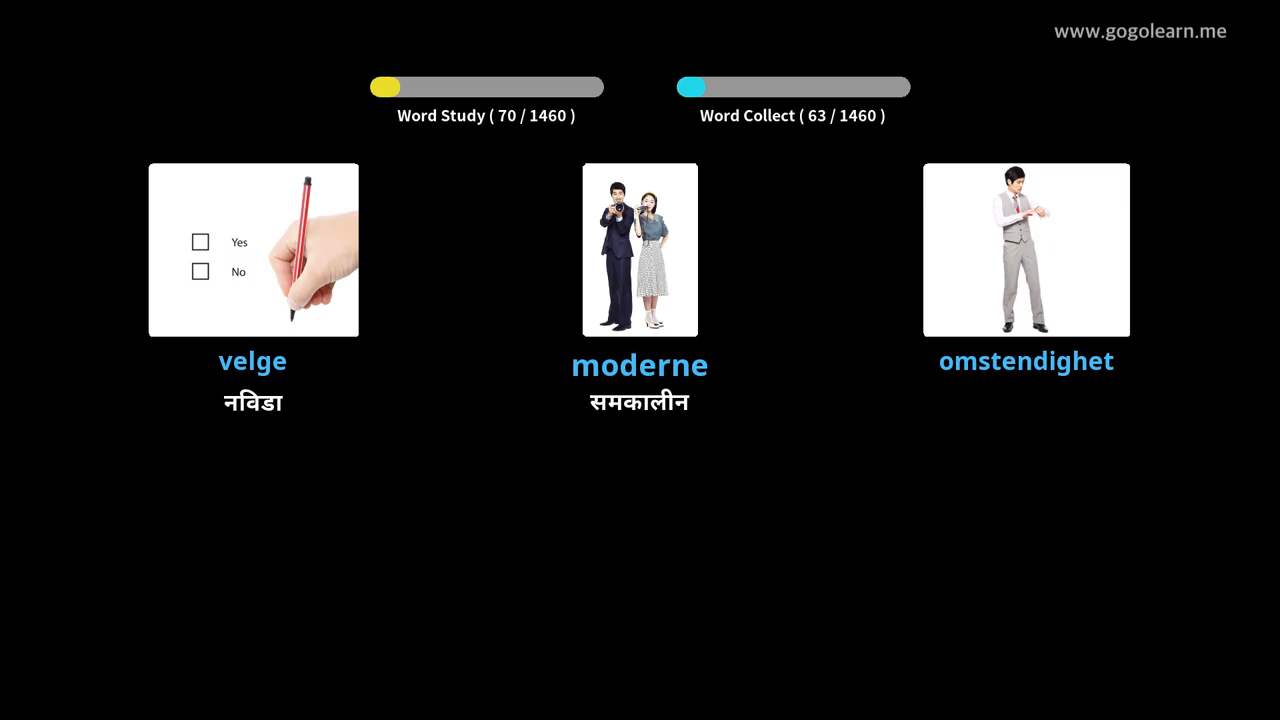 www.gogolearn.me
Word Study ( 70 / 1460 )
Word Collect ( 63 / 1460 )
Yes
No
velge
moderne
omstendighet
नविडा
समकालीन